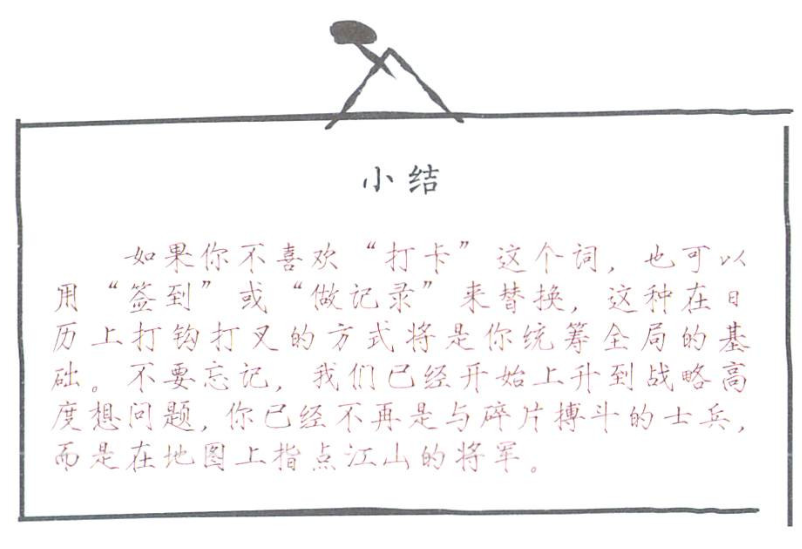 小结
如果你不喜欢“打卡”这个词，也可以
用“签到”或“做记录”来替换，这种在日
历上打钩打叉的方式将是你统筹全局的基
础。不要忘记，我们已经开始上升到战略高
度想问题，你已经不再是与碎片搏斗的士兵，
而是在地图上指点江山的将军。